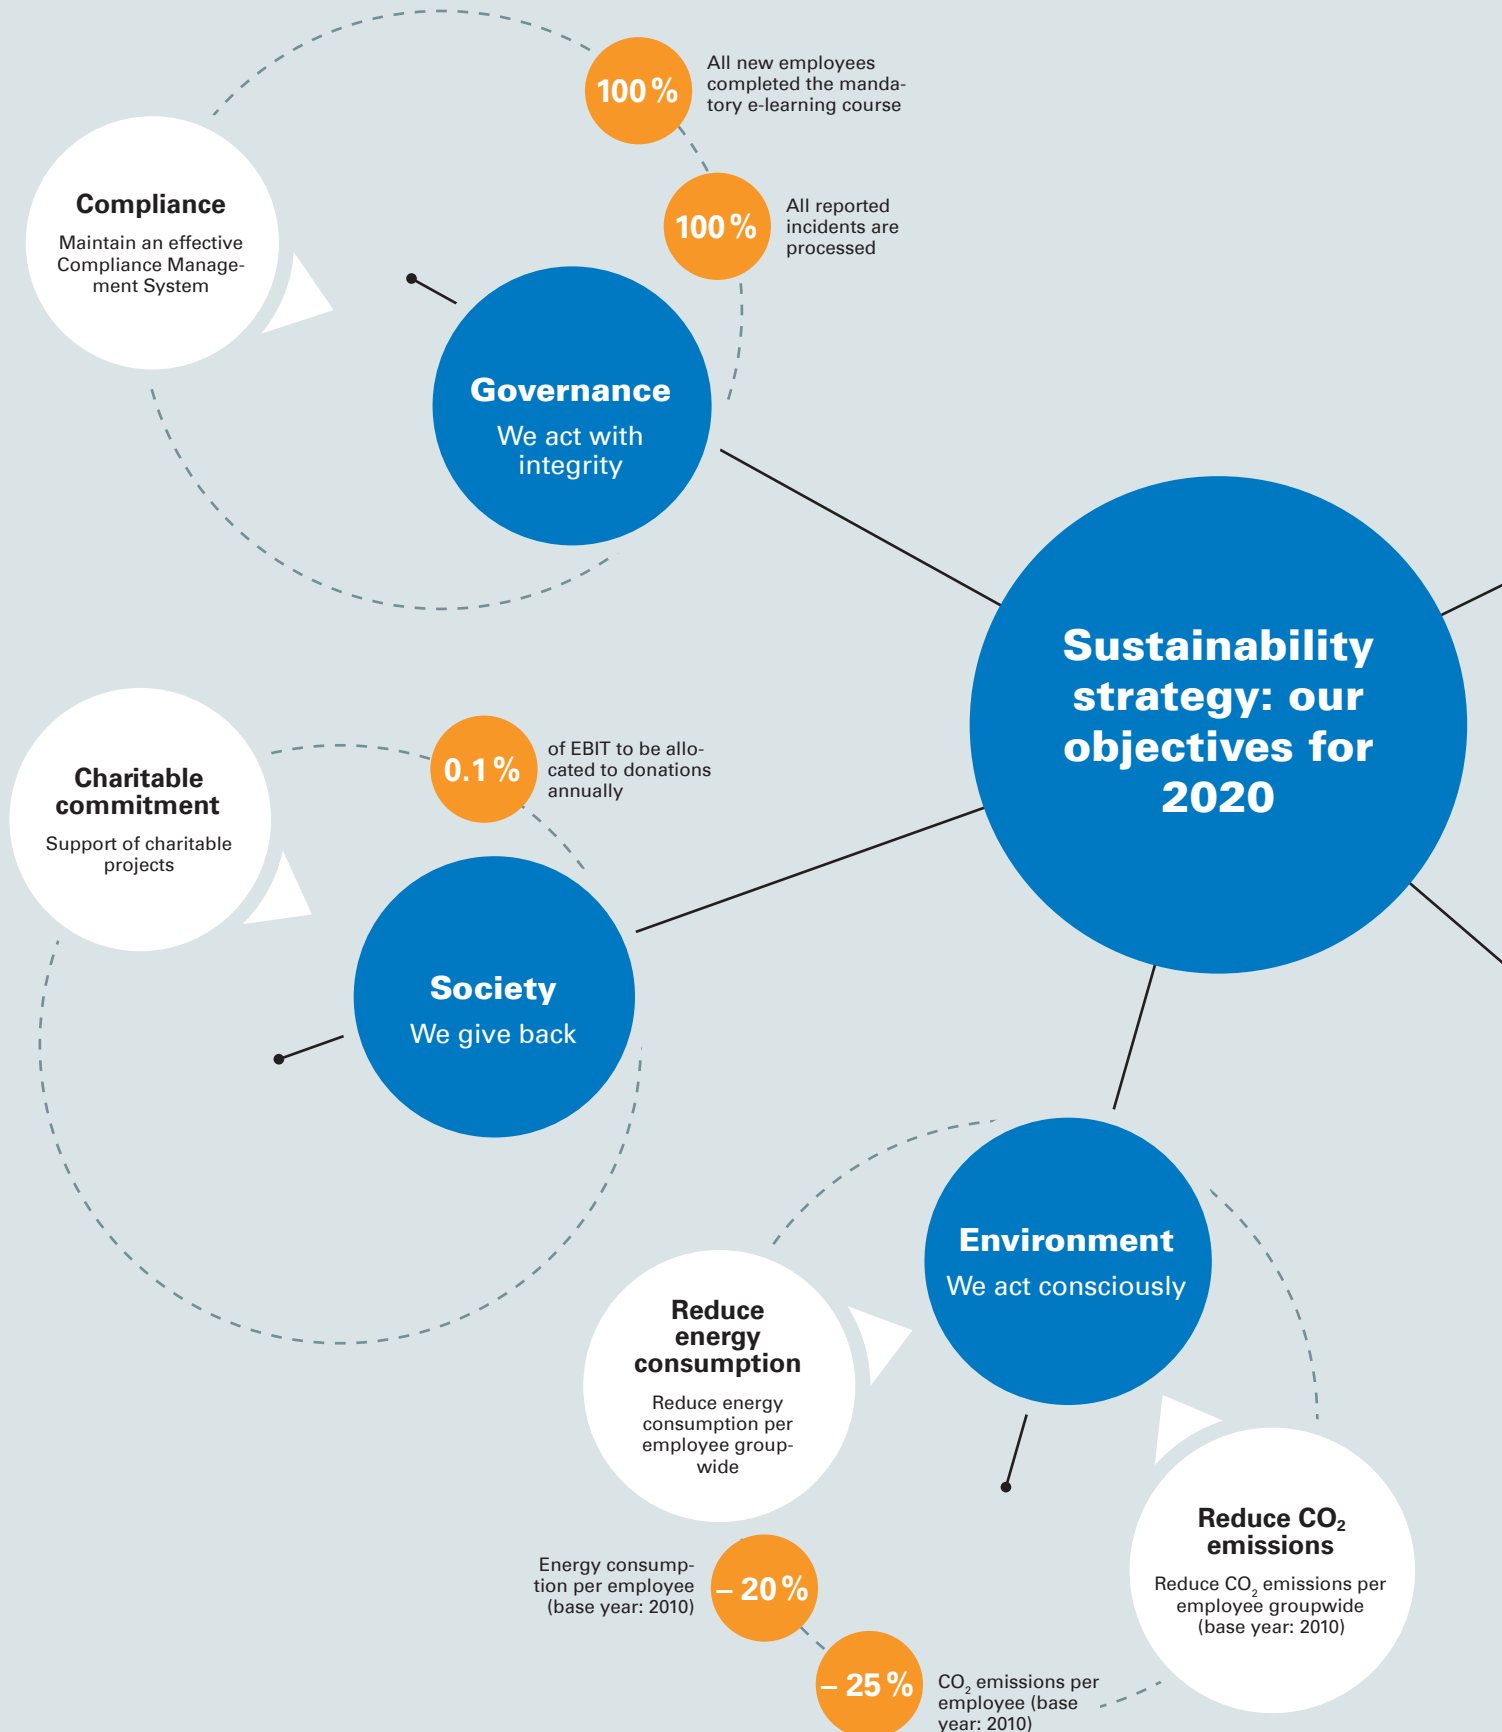 100 %
All new employees
completed the manda-
tory e-learning course
100 %
All reported
incidents are
processed
Compliance
Maintain an effective
Compliance Manage-
ment System
Governance
We act with
integrity
Sustainability
strategy: our
objectives for
2020
Charitable
commitment
Support of charitable
projects
0.1 %
of EBIT to be allo-
cated to donations
annually
Society
We give back
Environment
We act consciously
Reduce
energy
consumption
Reduce energy
consumption per
employee group-
wide
Reduce CO₂
emissions
Reduce CO₂ emissions per
employee groupwide
(base year: 2010)
Energy consump-
tion per employee
(base year: 2010)
– 20 %
– 25 %
CO₂ emissions per
employee (base
year: 2010)